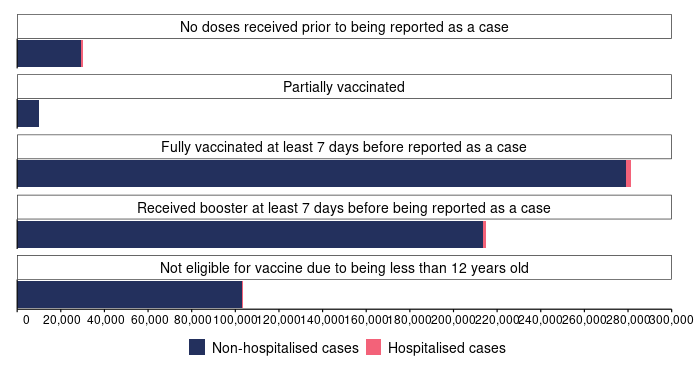 No doses received prior to being reported as a case
Partially vaccinated
Fully vaccinated at least 7 days before reported as a case
Received booster at least 7 days before being reported as a case
Not eligible for vaccine due to being less than 12 years old
0 20,000 40,000 60,000 80,000 100,000 120,000 140,000 160,000 180,000 200,000 220,000 240,000 260,000 280,000 300,000
Non-hospitalised cases Hospitalised cases